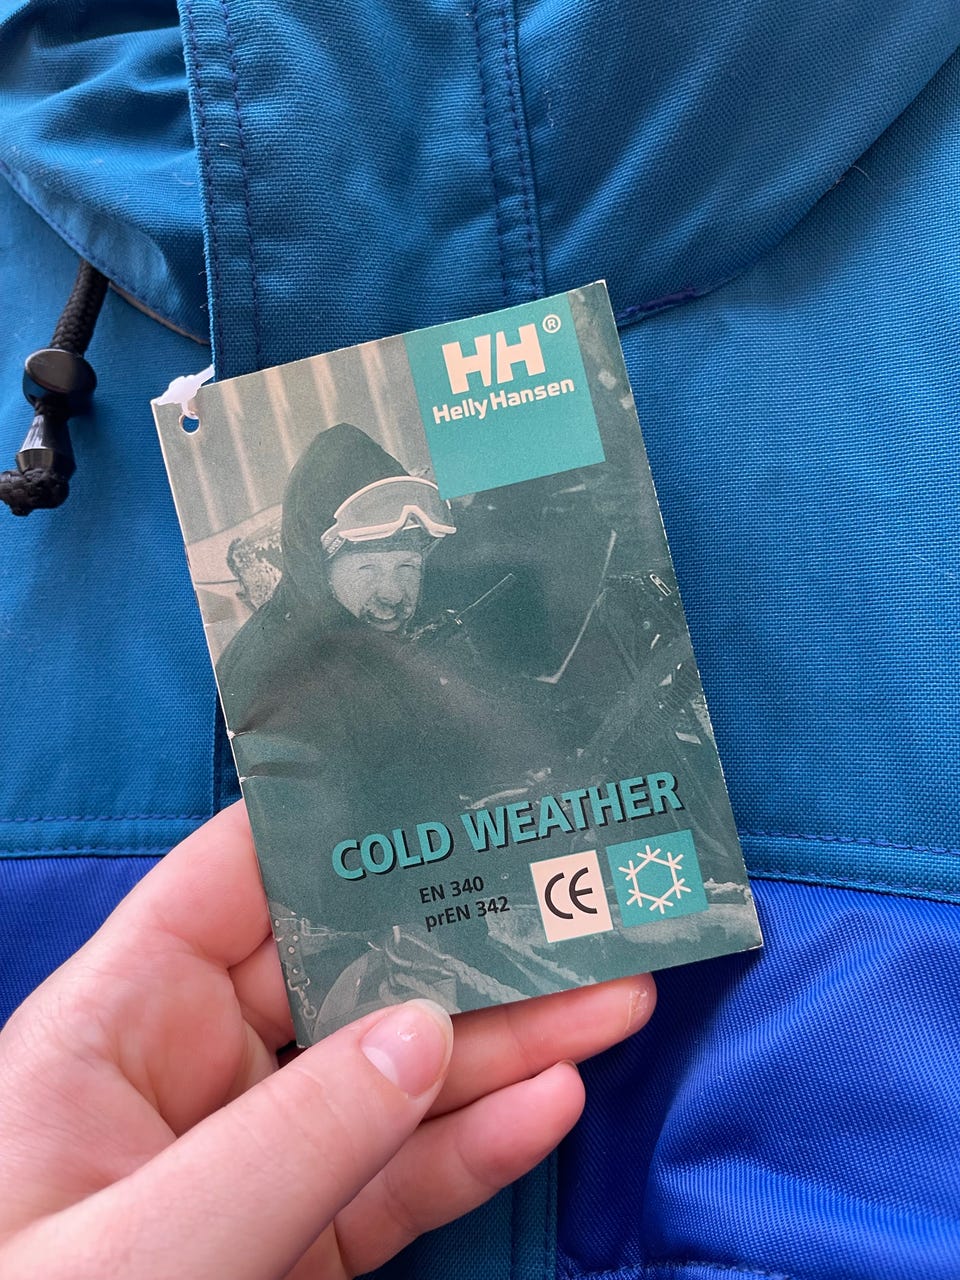 HH®
Helly Hansen
COLD WEATHER
EN 340
prEN 342
CE